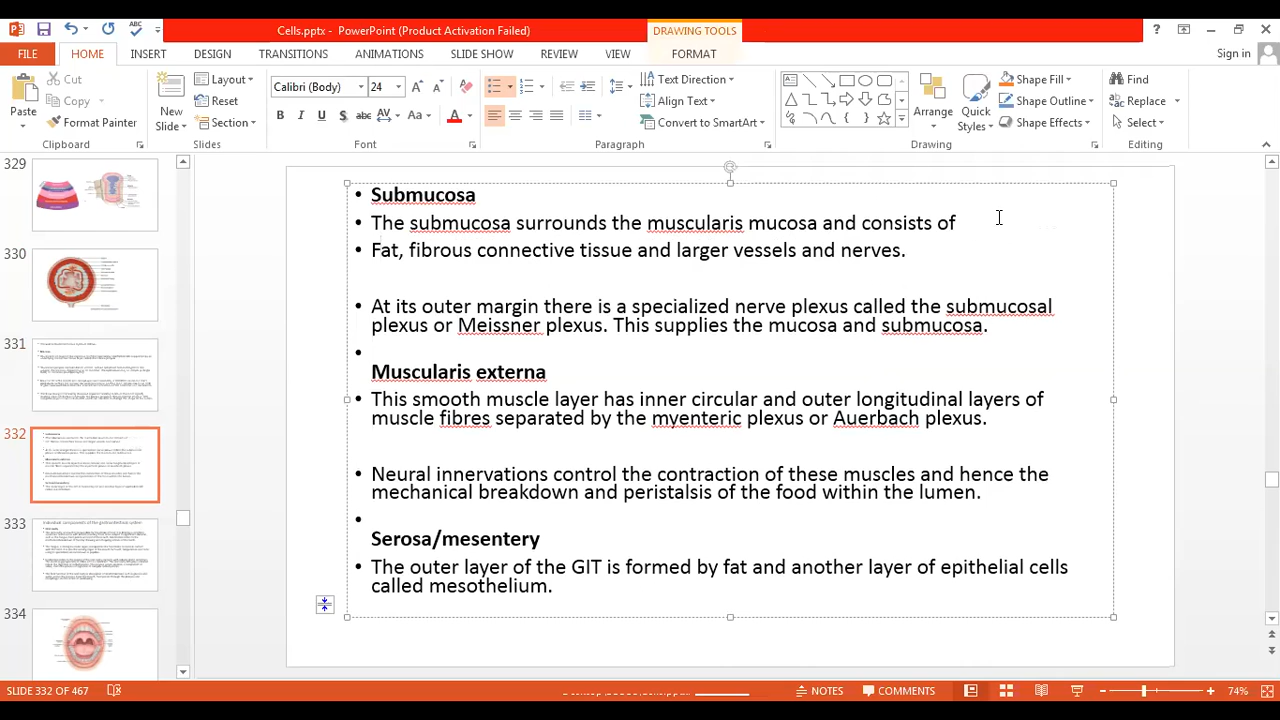 Cells.pptx - PowerPoint (Product Activation Failed)
DRAWING TOOLS
Sign in
FILE HOME INSERT DESIGN TRANSITIONS ANIMATIONS SLIDE SHOW REVIEW VIEW FORMAT
Cut
Copy
Format Painter
Paste
Clipboard
New Slide
Layout
Reset
Section
Slides
Calibri (Body) 24
Font
Paragraph
Text Direction
Align Text
Convert to SmartArt
Arrange
Quick Styles
Shape Fill
Shape Outline
Shape Effects
Drawing
Find
Replace
Select
Editing
329
330
331
332
333
334
• Submucosa
• The submucosa surrounds the muscularis mucosa and consists of
• Fat, fibrous connective tissue and larger vessels and nerves.
• At its outer margin there is a specialized nerve plexus called the submucosal
plexus or Meissner plexus. This supplies the mucosa and submucosa.
•
Muscularis externa
• This smooth muscle layer has inner circular and outer longitudinal layers of
muscle fibres separated by the myenteric plexus or Auerbach plexus.
• Neural innervations control the contraction of these muscles and hence the
mechanical breakdown and peristalsis of the food within the lumen.
•
Serosa/mesentery
• The outer layer of the GIT is formed by fat and another layer of epithelial cells
called mesothelium.
SLIDE 332 OF 467
NOTES
COMMENTS
74%